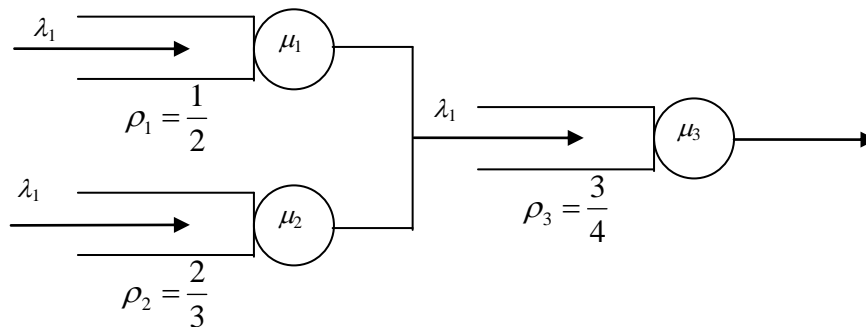 λ₁
μ₁
ρ₁ = 1/2
λ₁
μ₃
ρ₃ = 3/4
λ₁
μ₂
ρ₂ = 2/3